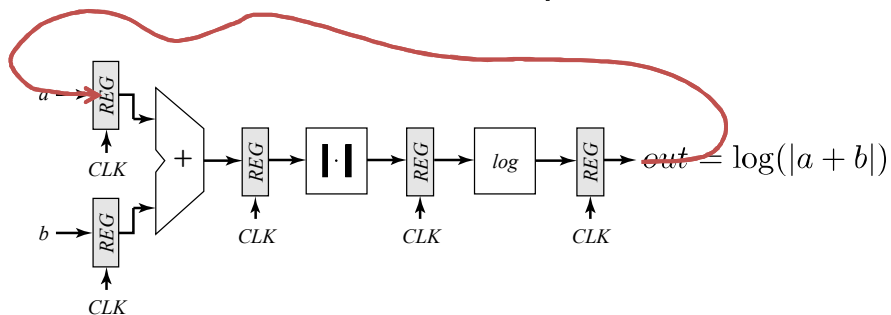 a REG
CLK
+
REG
|·|
REG
log
REG
out = log(|a + b|)
b REG
CLK
CLK
CLK
CLK